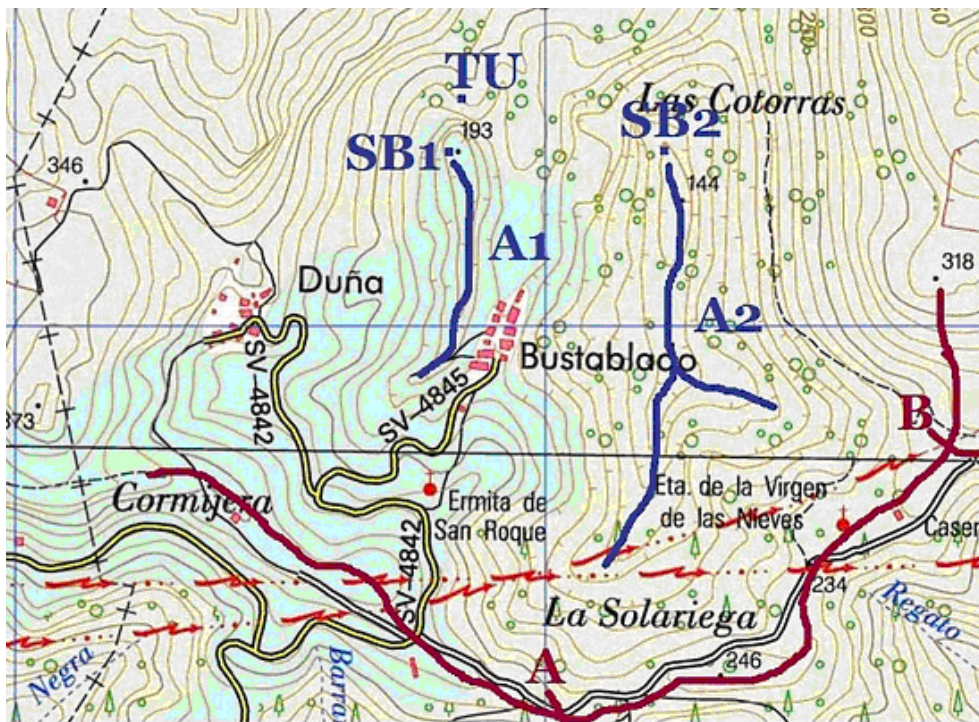 TU
Las Cotorras
193
SB1
SB2
346
144
A1
318
Duña
A2
Bustablado
SV-4845
SV-4842
B
373
Cormijera
Ermita de
San Roque
Eta. de la Virgen
de las Nieves
Caser
SV-4842
234
La Solariega
Regato
Negra
Barra
A
246